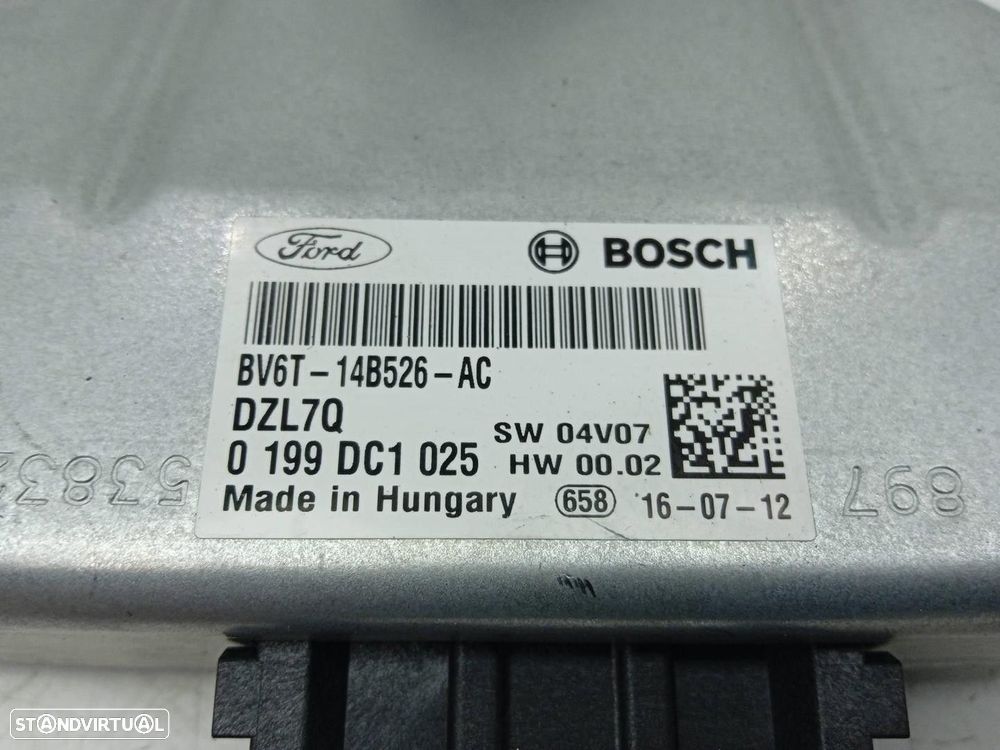 Ford BOSCH
BV6T-14B526-AC
DZL7Q
SW 04V07
0 199 DC1 025
HW 00.02
Made in Hungary 658 16-07-12
53832
897
STANDVIRTUAL